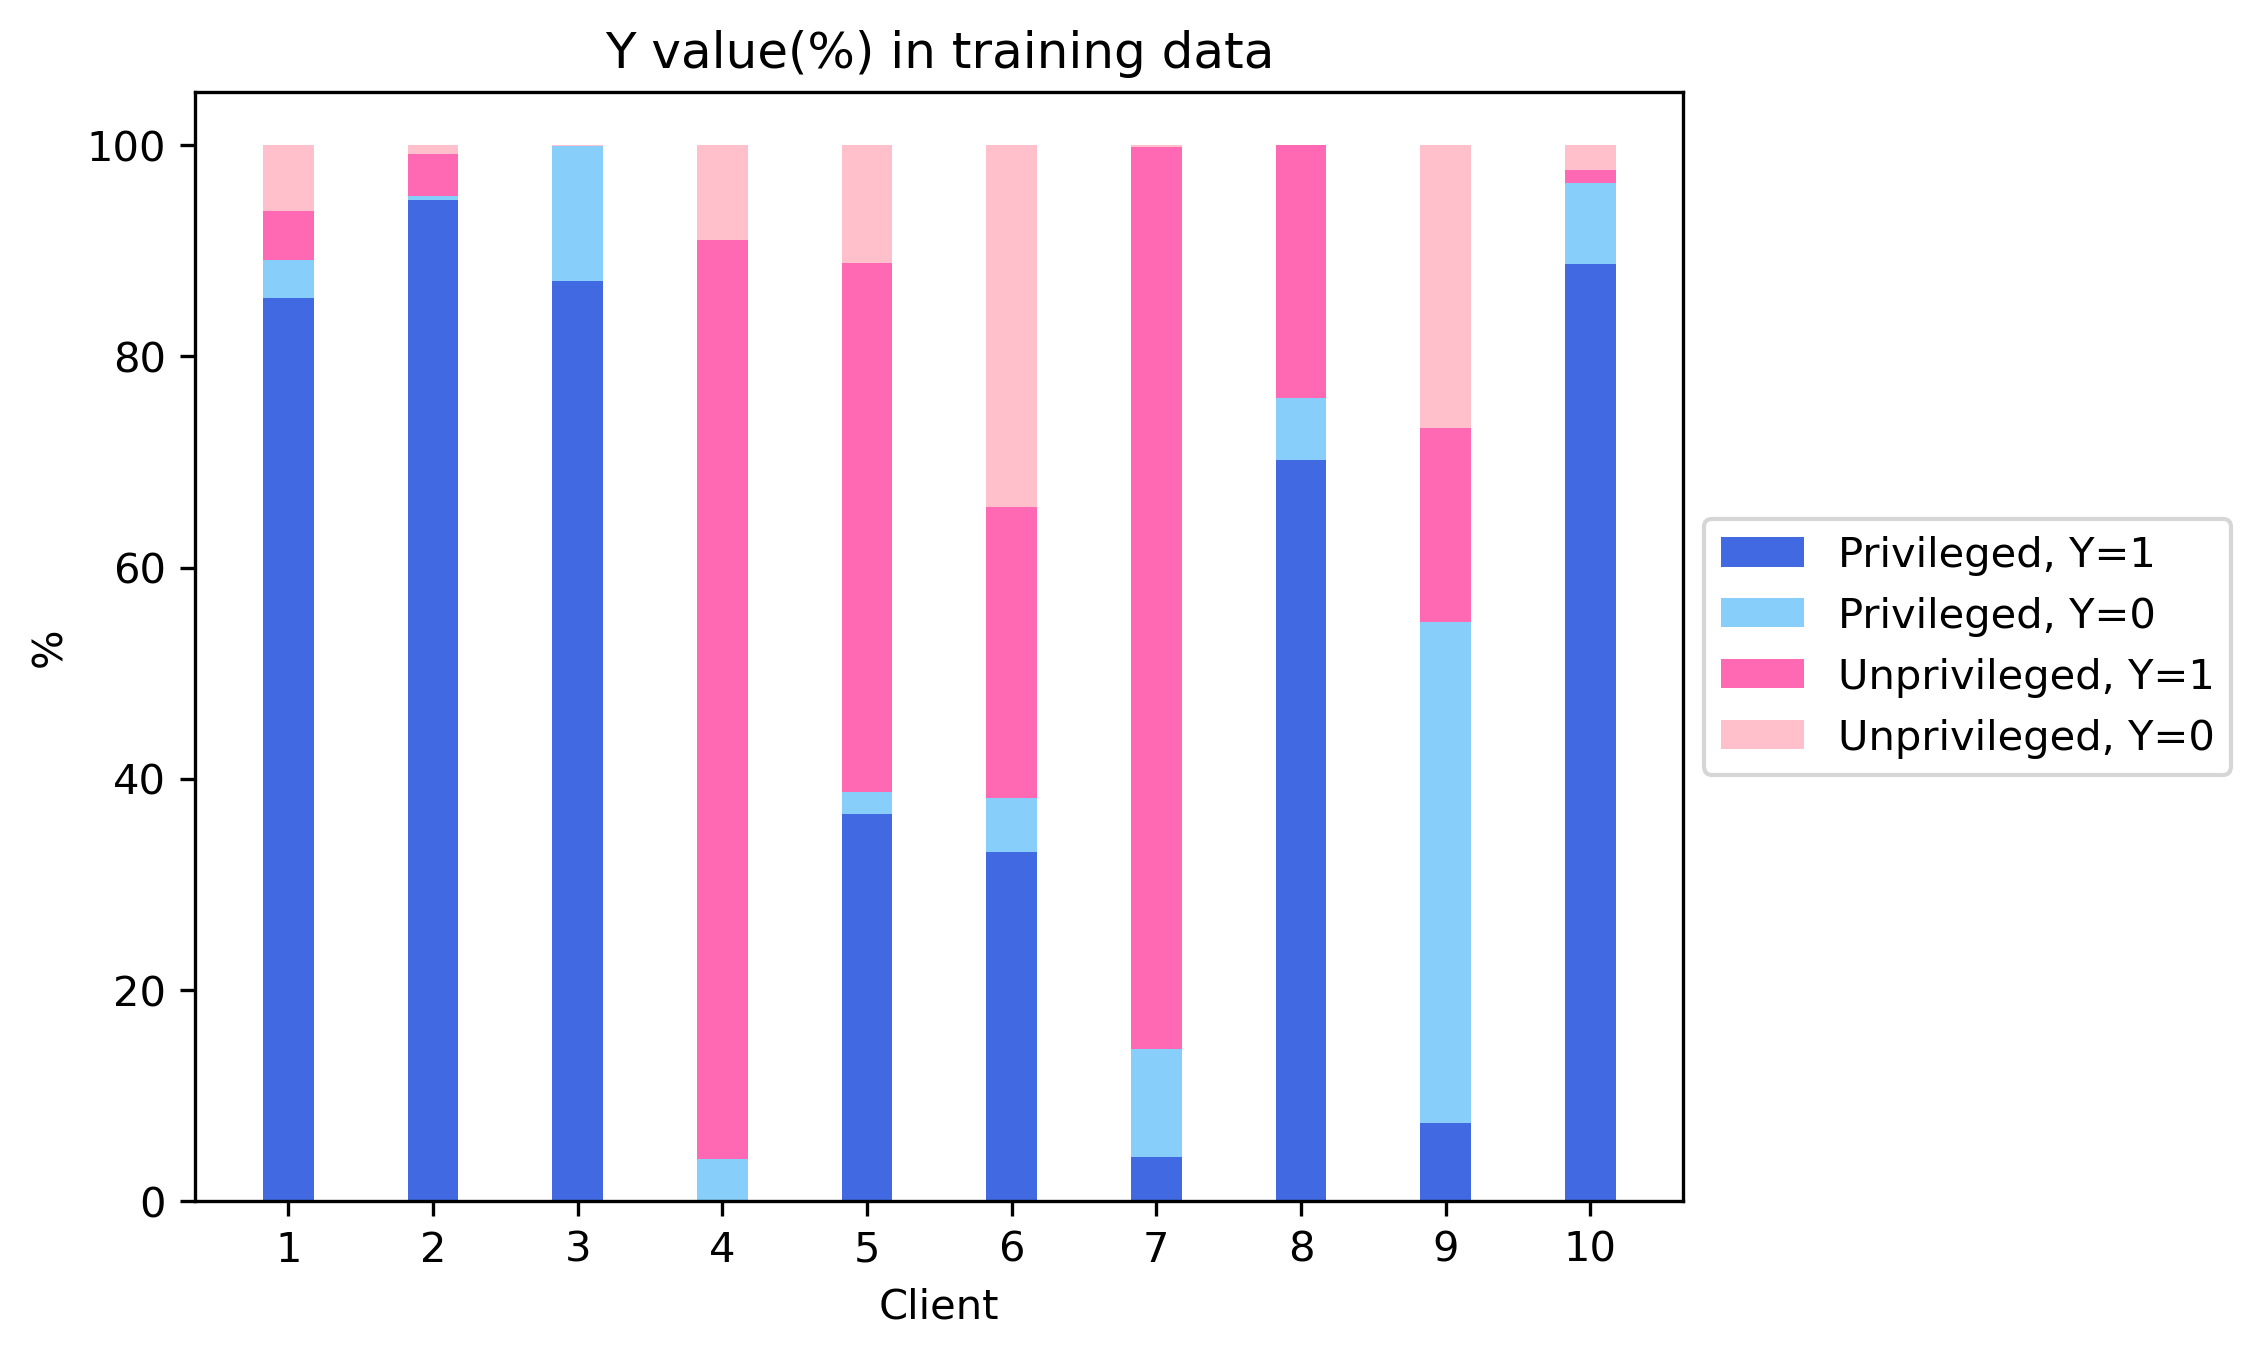 Y value(%) in training data
100
80
60
40
20
0
%
1 2 3 4 5 6 7 8 9 10
Client
Privileged, Y=1
Privileged, Y=0
Unprivileged, Y=1
Unprivileged, Y=0